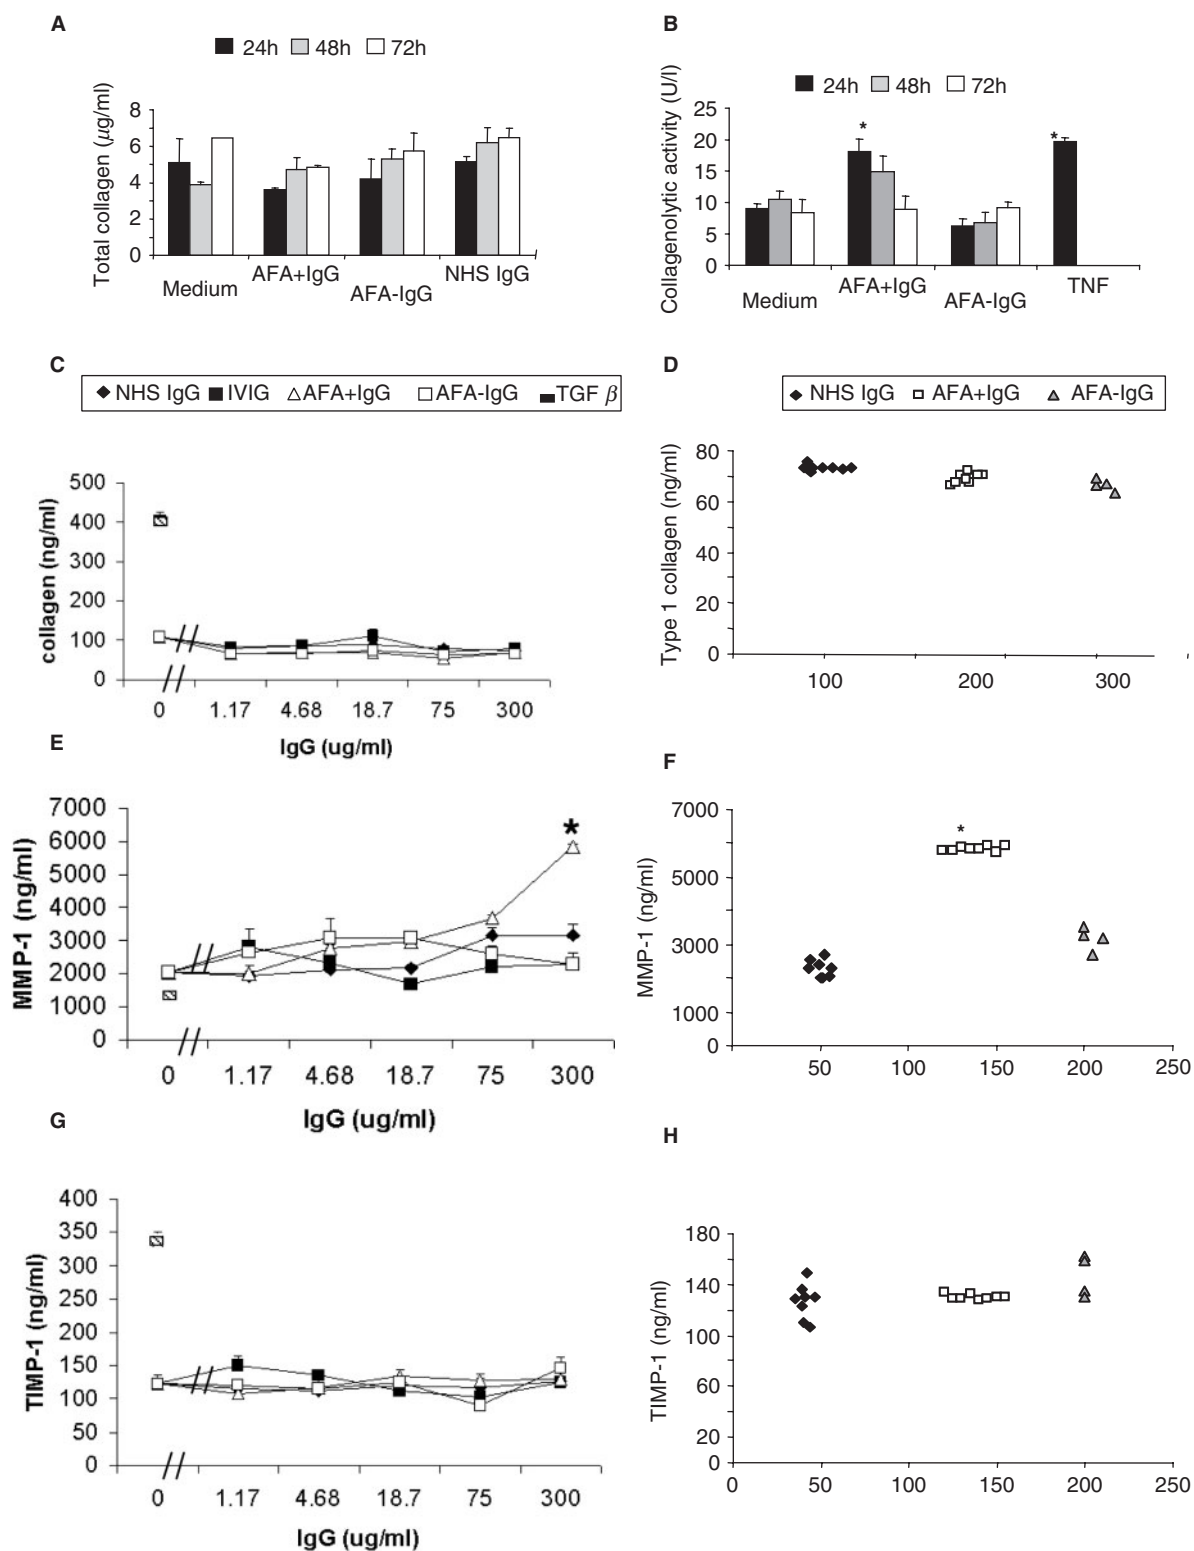 A
24h 48h 72h
Total collagen (µg/ml)
8
6
4
2
0
Medium
AFA+IgG
AFA-IgG
NHS IgG
B
24h 48h 72h
Collagenolytic activity (U/l)
25
20
15
10
5
0
*
*
Medium
AFA+IgG
AFA-IgG
TNF
C
NHS IgG IVIG AFA+IgG AFA-IgG TGF β
collagen (ng/ml)
500
400
300
200
100
0
0 1.17 4.68 18.7 75 300
IgG (ug/ml)
D
NHS IgG AFA+IgG AFA-IgG
Type 1 collagen (ng/ml)
80
60
40
20
0
100 200 300
E
MMP-1 (ng/ml)
7000
6000
5000
4000
3000
2000
1000
0
*
0 1.17 4.68 18.7 75 300
IgG (ug/ml)
F
MMP-1 (ng/ml)
7000
5000
3000
1000
0
*
50 100 150 200 250
G
TIMP-1 (ng/ml)
400
350
300
250
200
150
100
50
0
0 1.17 4.68 18.7 75 300
IgG (ug/ml)
H
TIMP-1 (ng/ml)
180
140
100
60
20
0
0 50 100 150 200 250